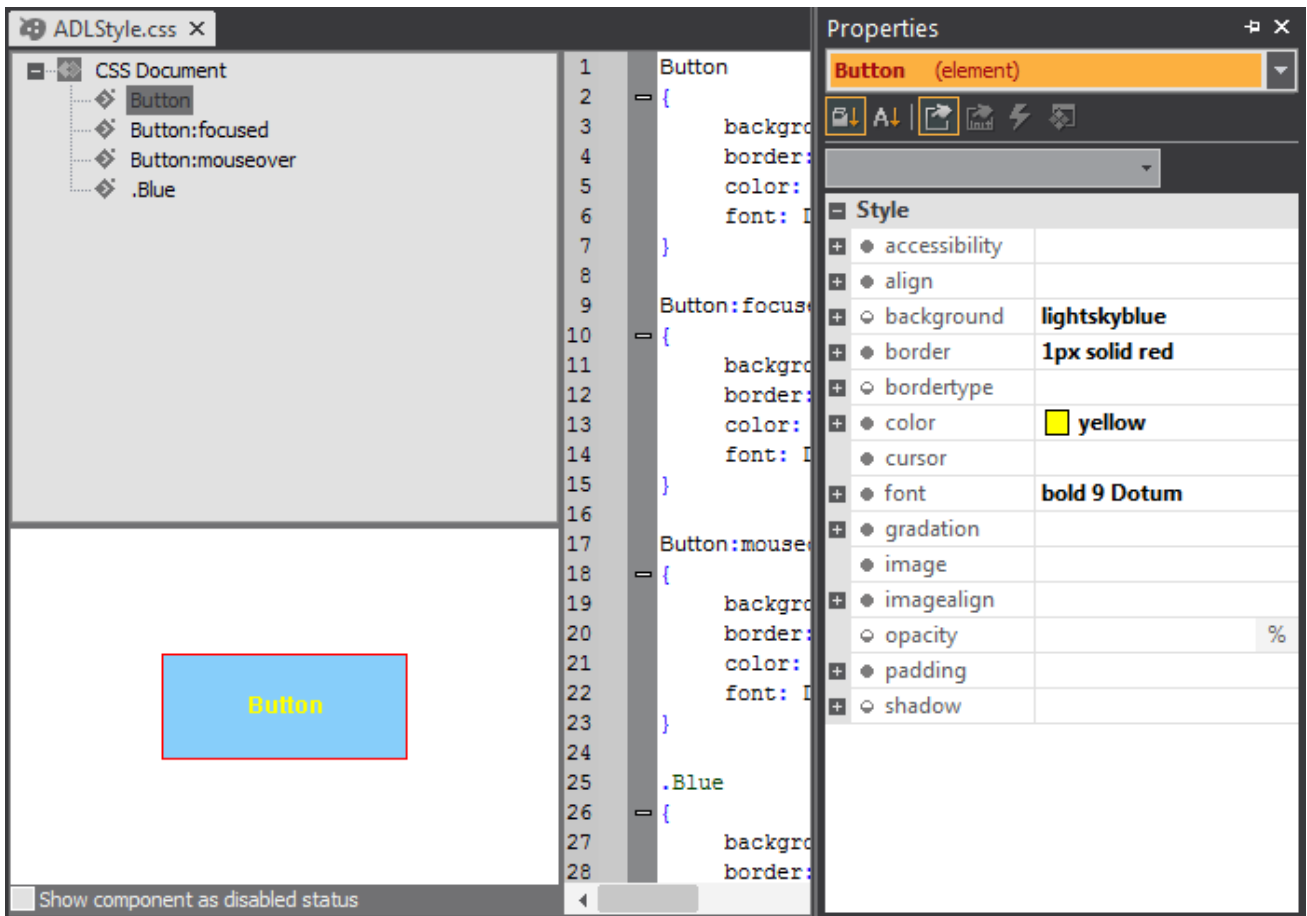 ADLStyle.css
CSS Document
Button
Button:focused
Button:mouseover
.Blue
Button
Show component as disabled status
1 Button
2 {
3 backgro
4 border:
5 color:
6 font:
7 }
8
9 Button:focuse
10 {
11 backgro
12 border:
13 color:
14 font:
15 }
16
17 Button:mouseo
18 {
19 backgro
20 border:
21 color:
22 font:
23 }
24
25 .Blue
26 {
27 backgro
28 border:
Properties
Button (element)
Style
accessibility
align
background lightskyblue
border 1px solid red
bordertype
color yellow
cursor
font bold 9 Dotum
gradation
image
imagealign
opacity %
padding
shadow